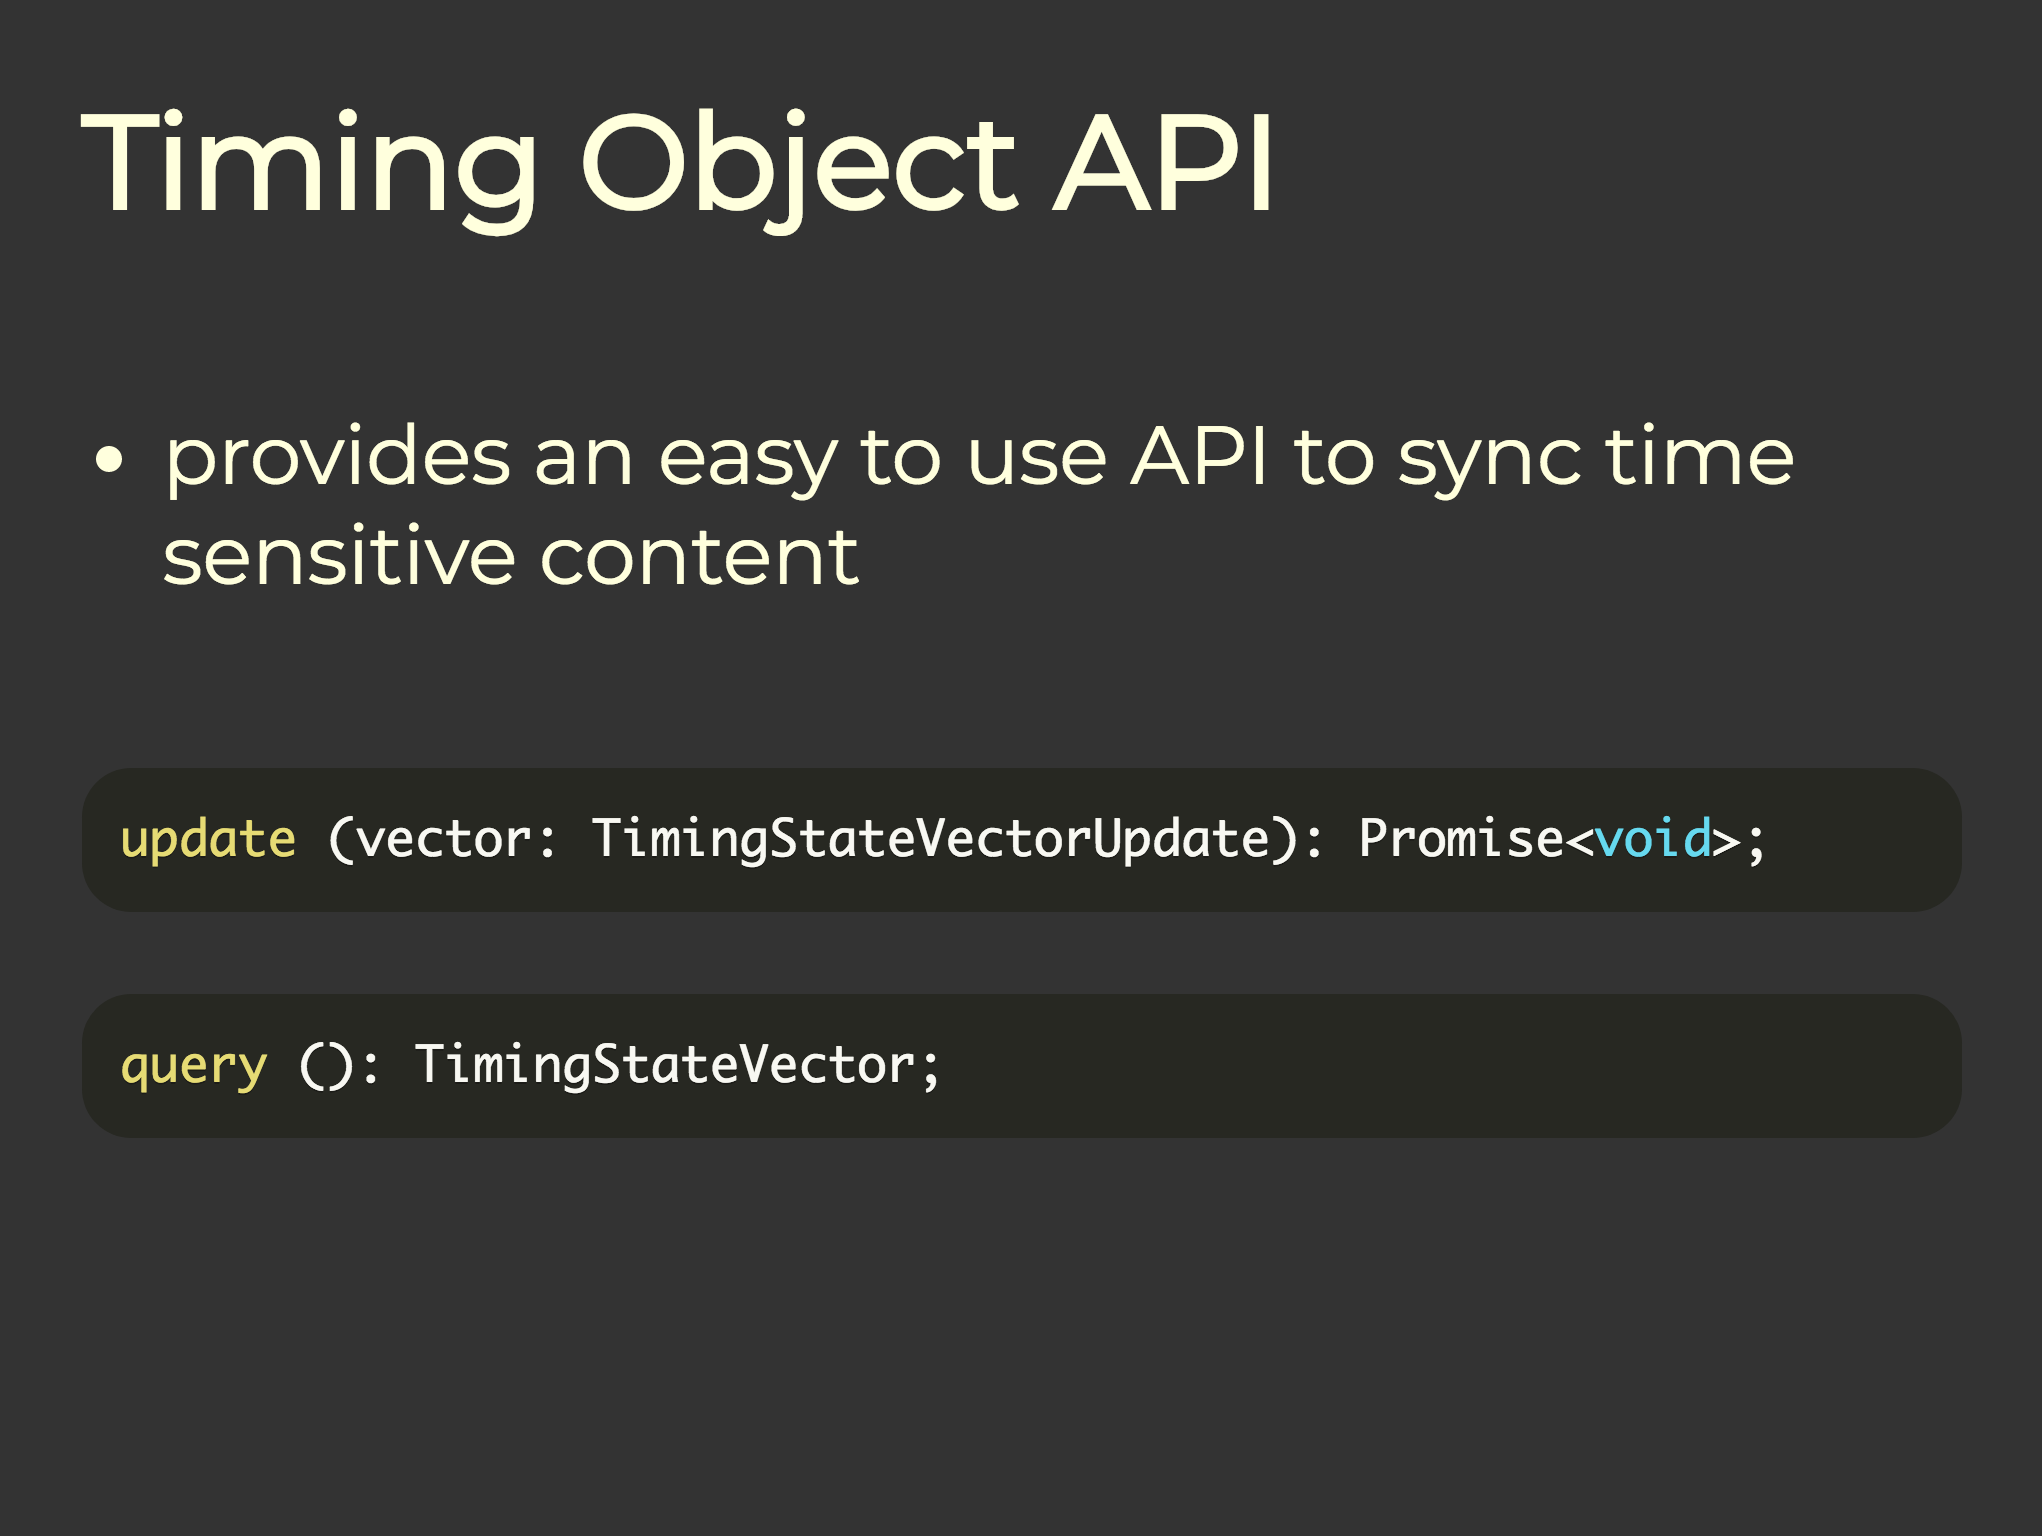 Timing Object API
• provides an easy to use API to sync time
sensitive content
update (vector: TimingStateVectorUpdate): Promise<void>;
query (): TimingStateVector;